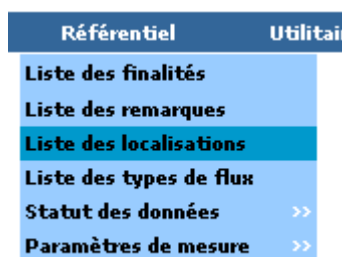 Référentiel Utilitai
Liste des finalités
Liste des remarques
Liste des localisations
Liste des types de flux
Statut des données >>
Paramètres de mesure >>